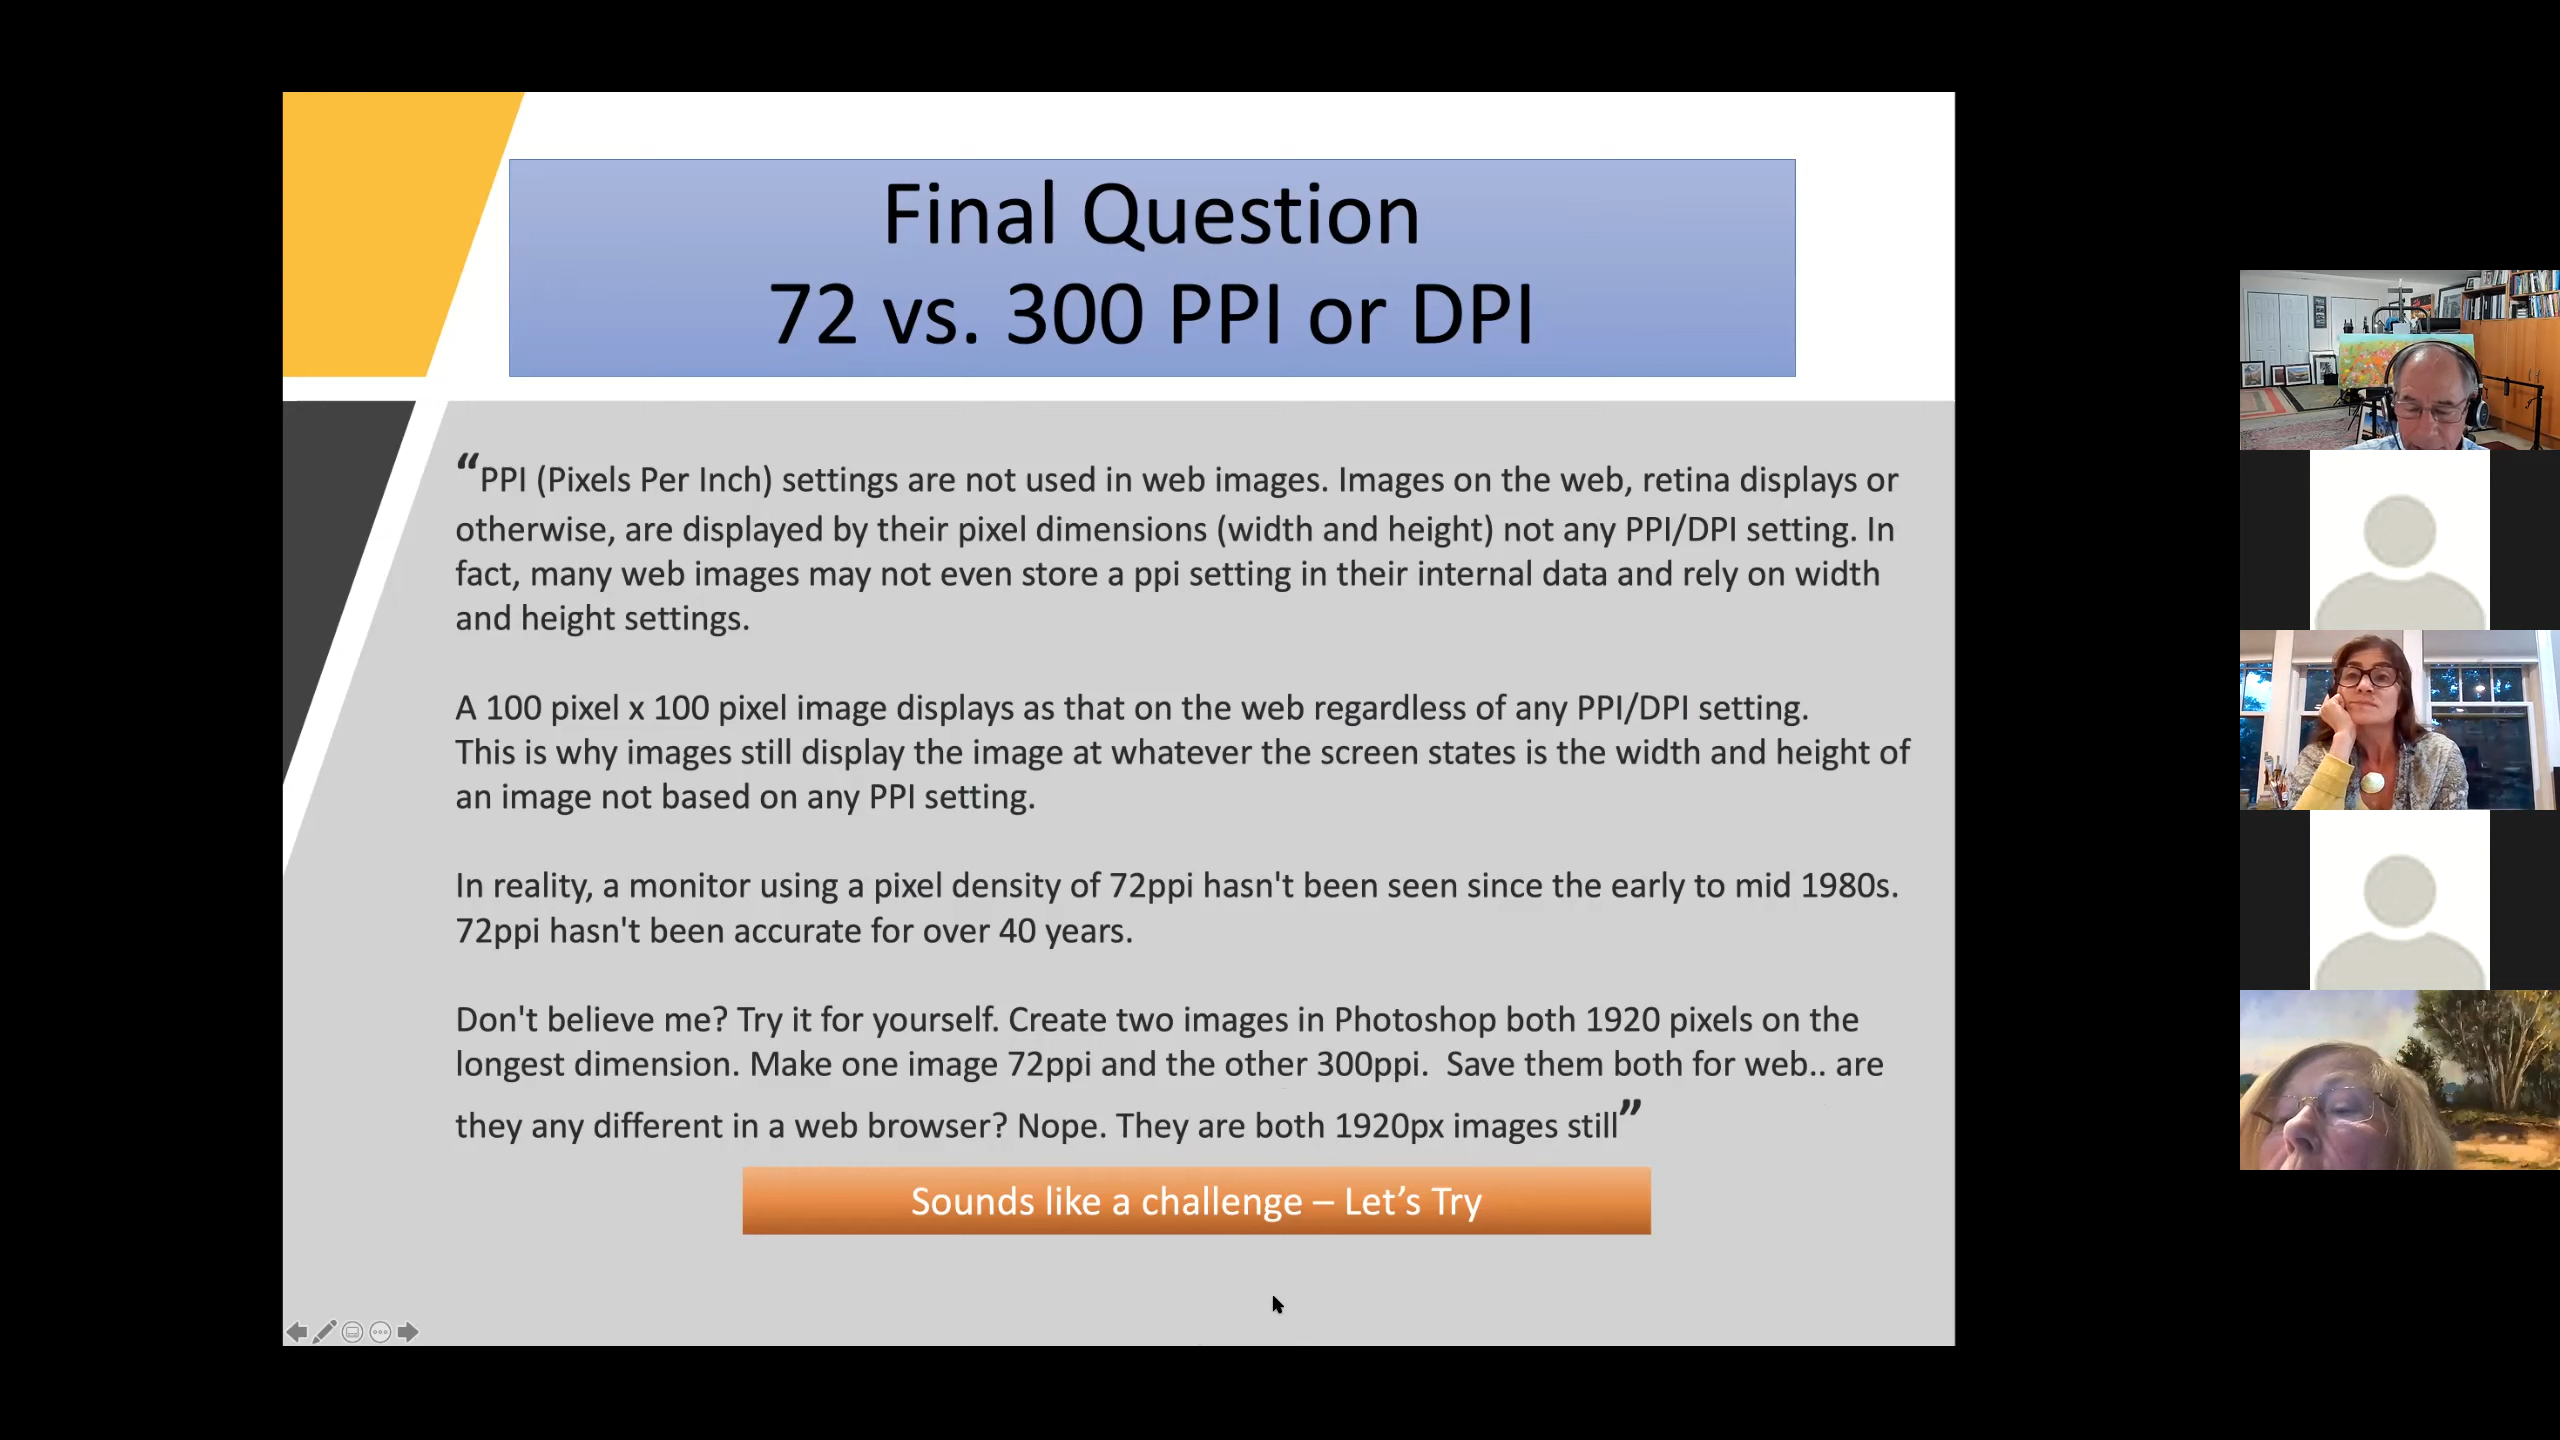 Final Question
72 vs. 300 PPI or DPI
“PPI (Pixels Per Inch) settings are not used in web images. Images on the web, retina displays or
otherwise, are displayed by their pixel dimensions (width and height) not any PPI/DPI setting. In
fact, many web images may not even store a ppi setting in their internal data and rely on width
and height settings.
A 100 pixel x 100 pixel image displays as that on the web regardless of any PPI/DPI setting.
This is why images still display the image at whatever the screen states is the width and height of
an image not based on any PPI setting.
In reality, a monitor using a pixel density of 72ppi hasn't been seen since the early to mid 1980s.
72ppi hasn't been accurate for over 40 years.
Don't believe me? Try it for yourself. Create two images in Photoshop both 1920 pixels on the
longest dimension. Make one image 72ppi and the other 300ppi.  Save them both for web.. are
they any different in a web browser? Nope. They are both 1920px images still”
Sounds like a challenge – Let’s Try